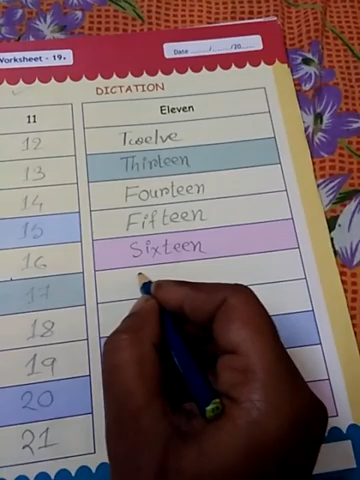 Worksheet - 19.
Date ....../....../20......
DICTATION
11 Eleven
12 Twelve
13 Thirteen
14 Fourteen
15 Fifteen
16 Sixteen
17
18
19
20
21